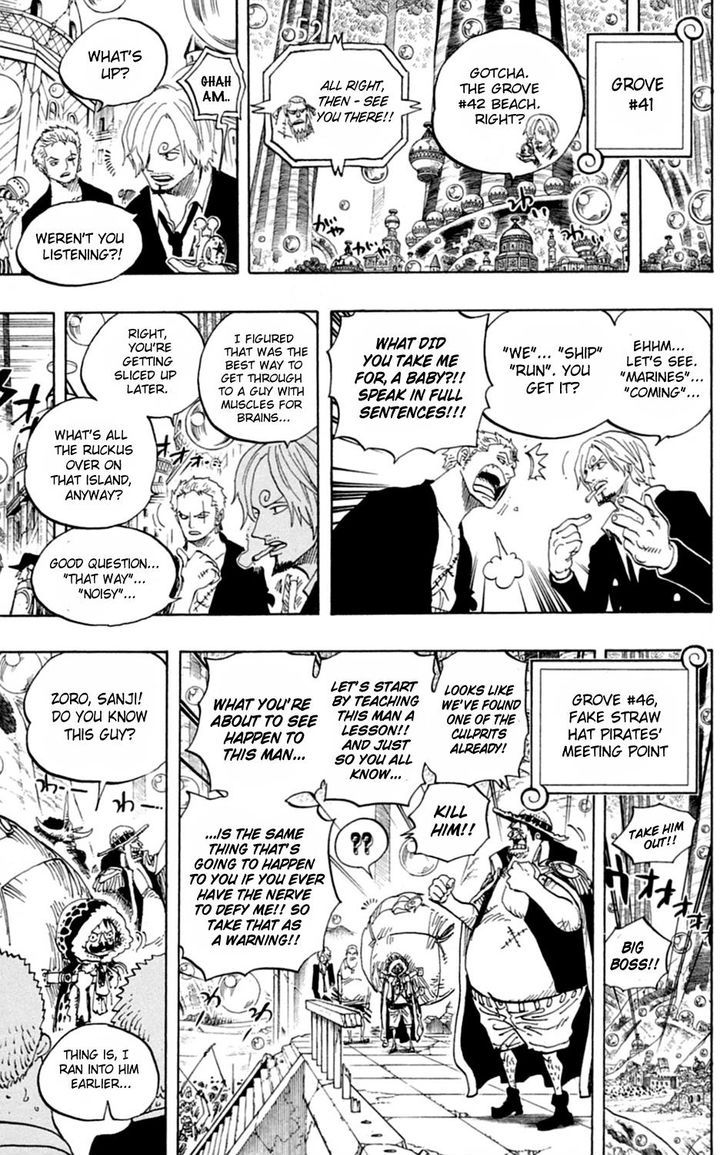 GROVE
#41
GOTCHA.
THE GROVE
#42 BEACH.
RIGHT?
52
ALL RIGHT,
THEN - SEE
YOU THERE!!
GHAH
AM..
WHAT'S
UP?
WEREN'T YOU
LISTENING?!
EHHM...
LET'S SEE.
"MARINES"...
"COMING"...
"WE"... "SHIP"
"RUN". YOU
GET IT?
WHAT DID
YOU TAKE ME
FOR, A BABY?!!
SPEAK IN FULL
SENTENCES!!!
I FIGURED
THAT WAS THE
BEST WAY TO
GET THROUGH
TO A GUY WITH
MUSCLES FOR
BRAINS...
RIGHT,
YOU'RE
GETTING
SLICED UP
LATER.
WHAT'S ALL
THE RUCKUS
OVER ON
THAT ISLAND,
ANYWAY?
GOOD QUESTION...
"THAT WAY"...
"NOISY"...
GROVE #46,
FAKE STRAW
HAT PIRATES'
MEETING POINT
TAKE HIM
OUT!!
BIG
BOSS!!
LOOKS LIKE
WE'VE FOUND
ONE OF THE
CULPRITS
ALREADY!
LET'S START
BY TEACHING
THIS MAN A
LESSON!!
AND JUST
SO YOU ALL
KNOW...
WHAT YOU'RE
ABOUT TO SEE
HAPPEN TO
THIS MAN...
...IS THE SAME
THING THAT'S
GOING TO HAPPEN
TO YOU IF YOU EVER
HAVE THE NERVE
TO DEFY ME!! SO
TAKE THAT AS
A WARNING!!
KILL
HIM!!
??
ZORO, SANJI!
DO YOU KNOW
THIS GUY?
THING IS, I
RAN INTO HIM
EARLIER...